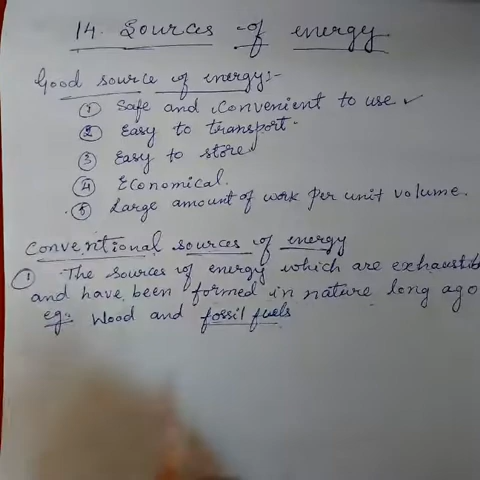 14. Sources of energy
Good source of energy:-
① Safe and Convenient to use ✓
② Easy to transport.
③ Easy to store
④ Economical.
⑤ Large amount of work per unit volume.
Conventional sources of energy
① The sources of energy which are exhaustib
and have been formed in nature long ago
eg:- Wood and fossil fuels